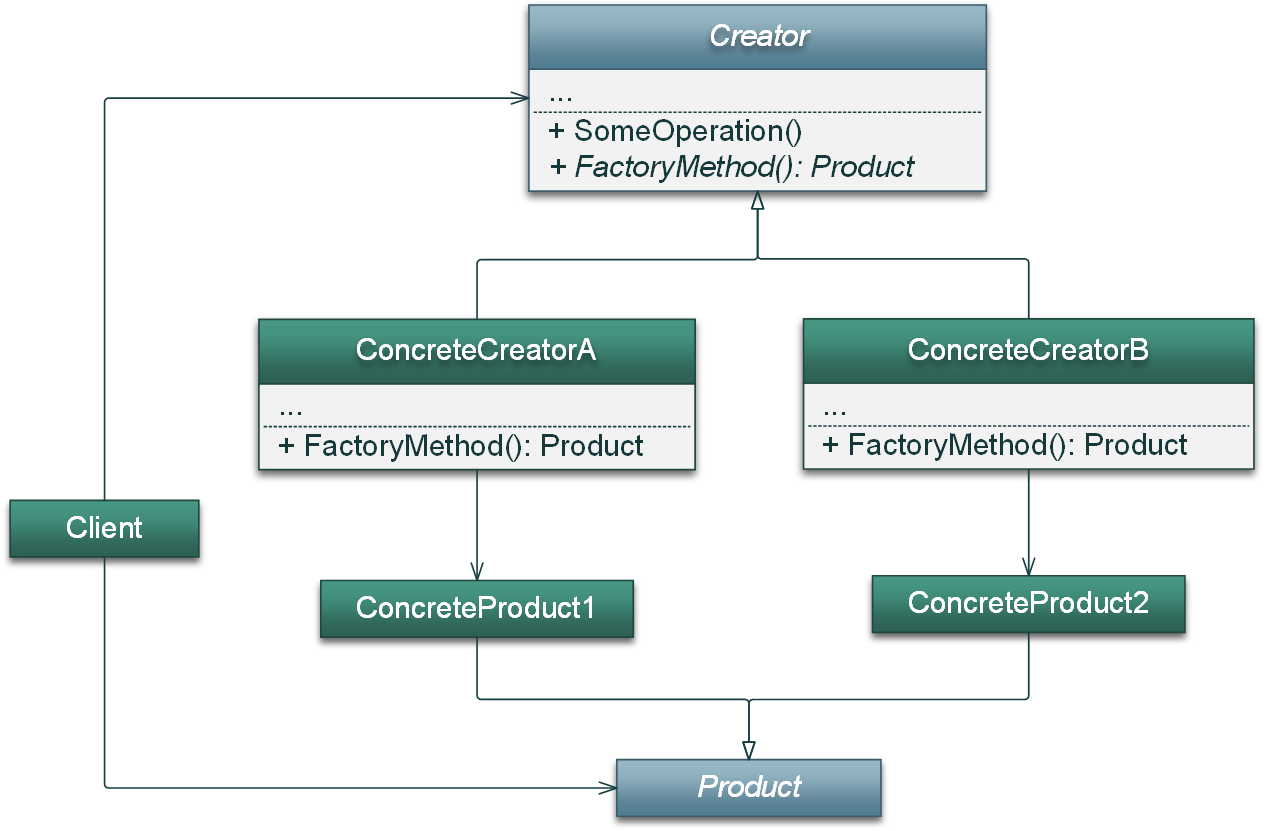 Creator
...
+ SomeOperation()
+ FactoryMethod(): Product
ConcreteCreatorA
...
+ FactoryMethod(): Product
ConcreteCreatorB
...
+ FactoryMethod(): Product
Client
ConcreteProduct1
ConcreteProduct2
Product